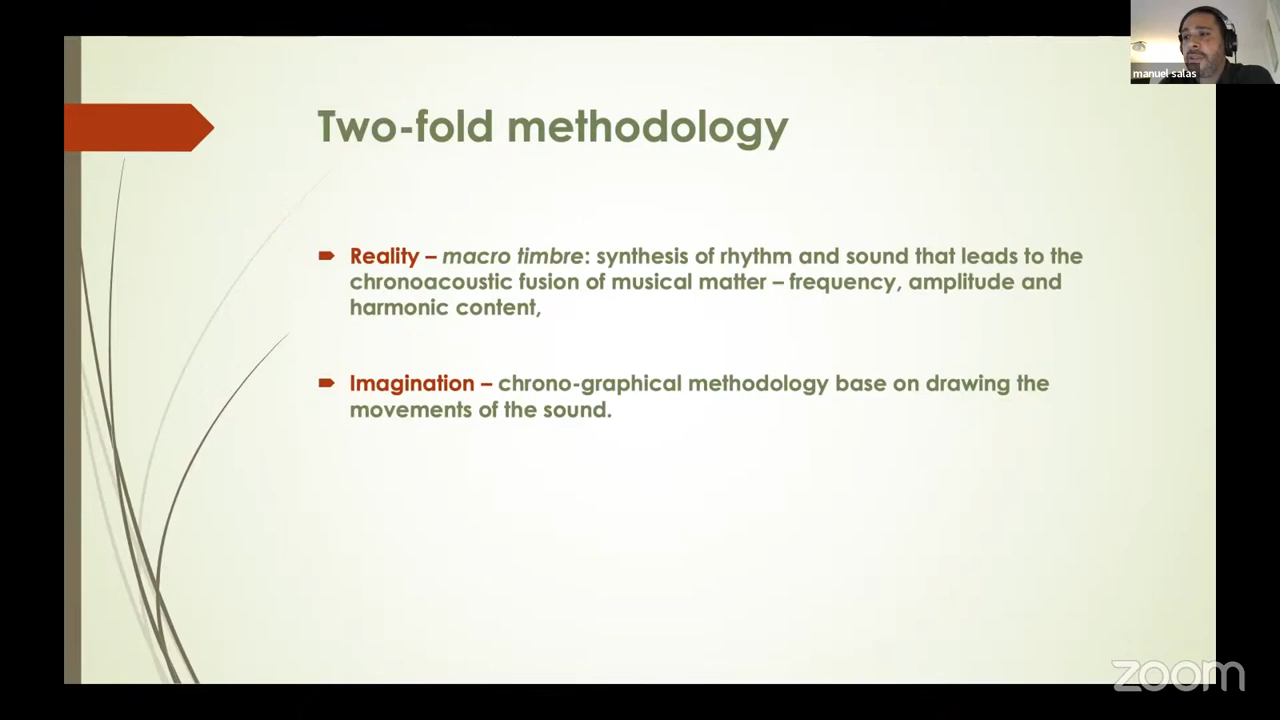 manuel salas
Two-fold methodology
Reality – macro timbre: synthesis of rhythm and sound that leads to the
chronoacoustic fusion of musical matter – frequency, amplitude and
harmonic content,
Imagination – chrono-graphical methodology base on drawing the
movements of the sound.
zoom